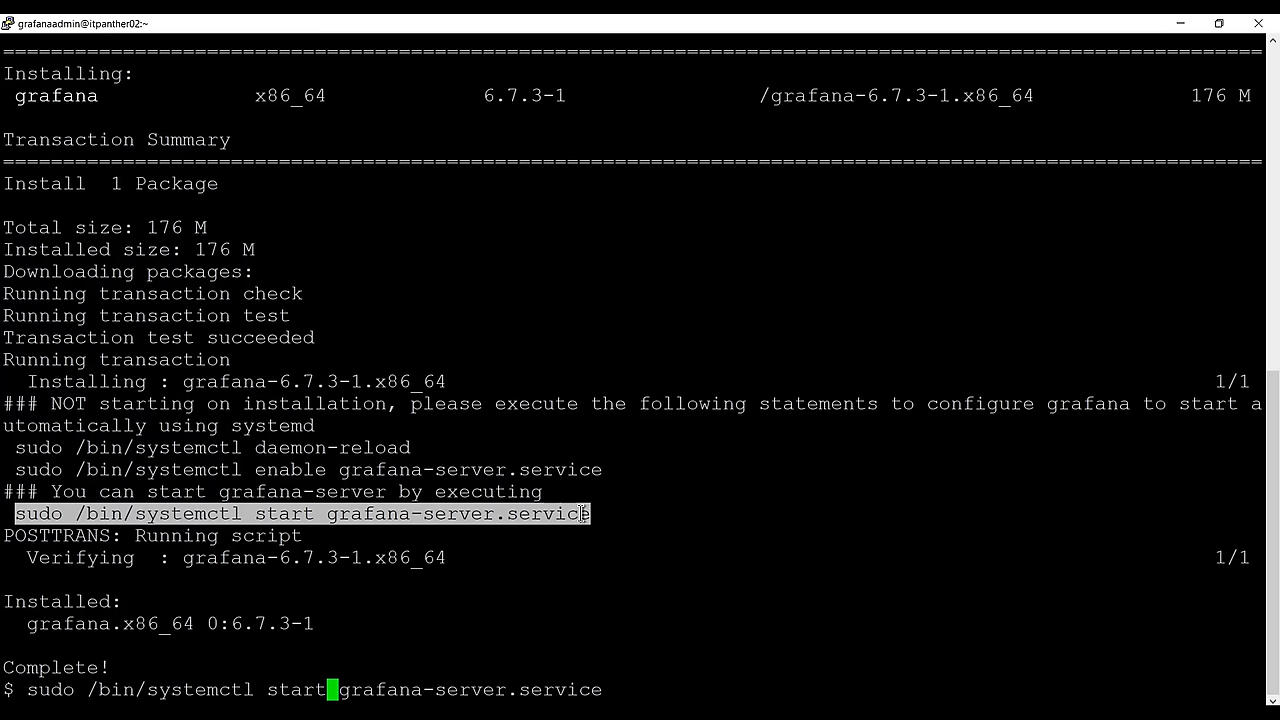 grafanaadmin@itpanther02:~
================================================================================
Installing:
grafana x86_64 6.7.3-1 /grafana-6.7.3-1.x86_64 176 M
Transaction Summary
================================================================================
Install 1 Package
Total size: 176 M
Installed size: 176 M
Downloading packages:
Running transaction check
Running transaction test
Transaction test succeeded
Running transaction
Installing : grafana-6.7.3-1.x86_64 1/1
### NOT starting on installation, please execute the following statements to configure grafana to start a
utomatically using systemd
sudo /bin/systemctl daemon-reload
sudo /bin/systemctl enable grafana-server.service
### You can start grafana-server by executing
sudo /bin/systemctl start grafana-server.service
POSTTRANS: Running script
Verifying : grafana-6.7.3-1.x86_64 1/1
Installed:
grafana.x86_64 0:6.7.3-1
Complete!
$ sudo /bin/systemctl start grafana-server.service